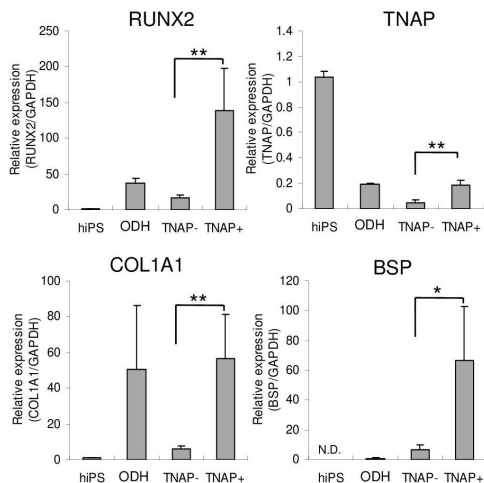 RUNX2
Relative expression
(RUNX2/GAPDH)
250
200
150
100
50
0
**
hiPS ODH TNAP- TNAP+
TNAP
Relative expression
(TNAP/GAPDH)
1.4
1.2
1
0.8
0.6
0.4
0.2
0
**
hiPS ODH TNAP- TNAP+
COL1A1
Relative expression
(COL1A1/GAPDH)
100
80
60
40
20
0
**
hiPS ODH TNAP- TNAP+
BSP
Relative expression
(BSP/GAPDH)
120
100
80
60
40
20
0
*
N.D.
hiPS ODH TNAP- TNAP+